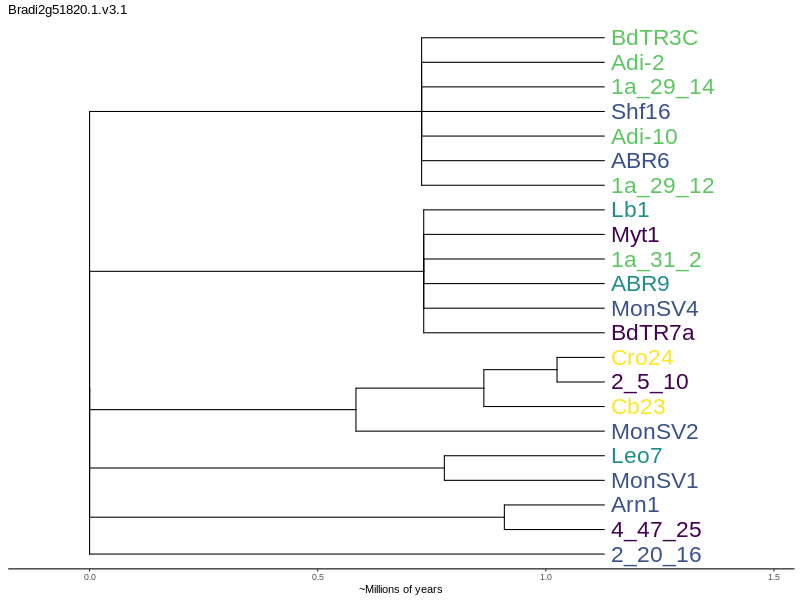 Bradi2g51820.1.v3.1
BdTR3C
Adi-2
1a_29_14
Shf16
Adi-10
ABR6
1a_29_12
Lb1
Myt1
1a_31_2
ABR9
MonSV4
BdTR7a
Cro24
2_5_10
Cb23
MonSV2
Leo7
MonSV1
Arn1
4_47_25
2_20_16
0.0 0.5 1.0 1.5
~Millions of years